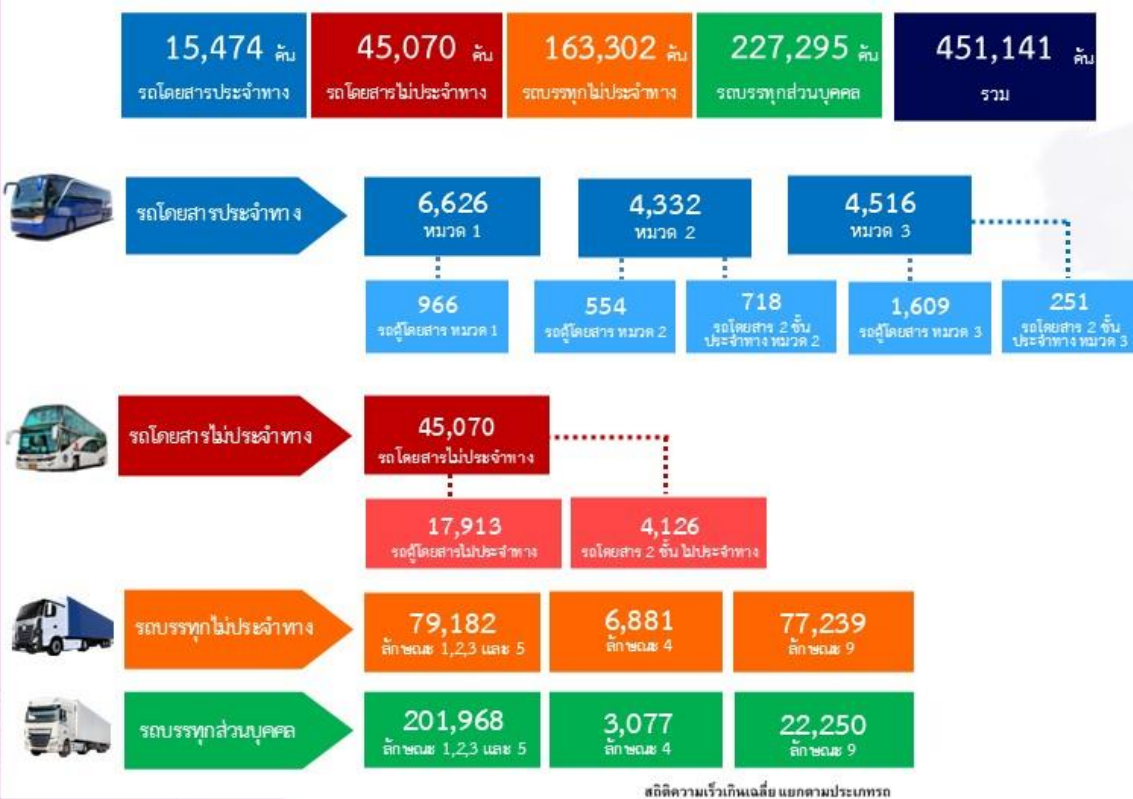 15,474 คัน
รถโดยสารประจำทาง
45,070 คัน
รถโดยสารไม่ประจำทาง
163,302 คัน
รถบรรทุกไม่ประจำทาง
227,295 คัน
รถบรรทุกส่วนบุคคล
451,141 คัน
รวม
รถโดยสารประจำทาง
6,626
หมวด 1
4,332
หมวด 2
4,516
หมวด 3
966
รถตู้โดยสาร หมวด 1
554
รถตู้โดยสาร หมวด 2
718
รถโดยสาร 2 ชั้น
ประจำทาง หมวด 2
1,609
รถตู้โดยสาร หมวด 3
251
รถโดยสาร 2 ชั้น
ประจำทาง หมวด 3
รถโดยสารไม่ประจำทาง
45,070
รถโดยสารไม่ประจำทาง
17,913
รถตู้โดยสารไม่ประจำทาง
4,126
รถโดยสาร 2 ชั้น ไม่ประจำทาง
รถบรรทุกไม่ประจำทาง
79,182
ลักษณะ 1,2,3 และ 5
6,881
ลักษณะ 4
77,239
ลักษณะ 9
รถบรรทุกส่วนบุคคล
201,968
ลักษณะ 1,2,3 และ 5
3,077
ลักษณะ 4
22,250
ลักษณะ 9
สถิติความเร็วเกินเฉลี่ย แยกตามประเภทรถ